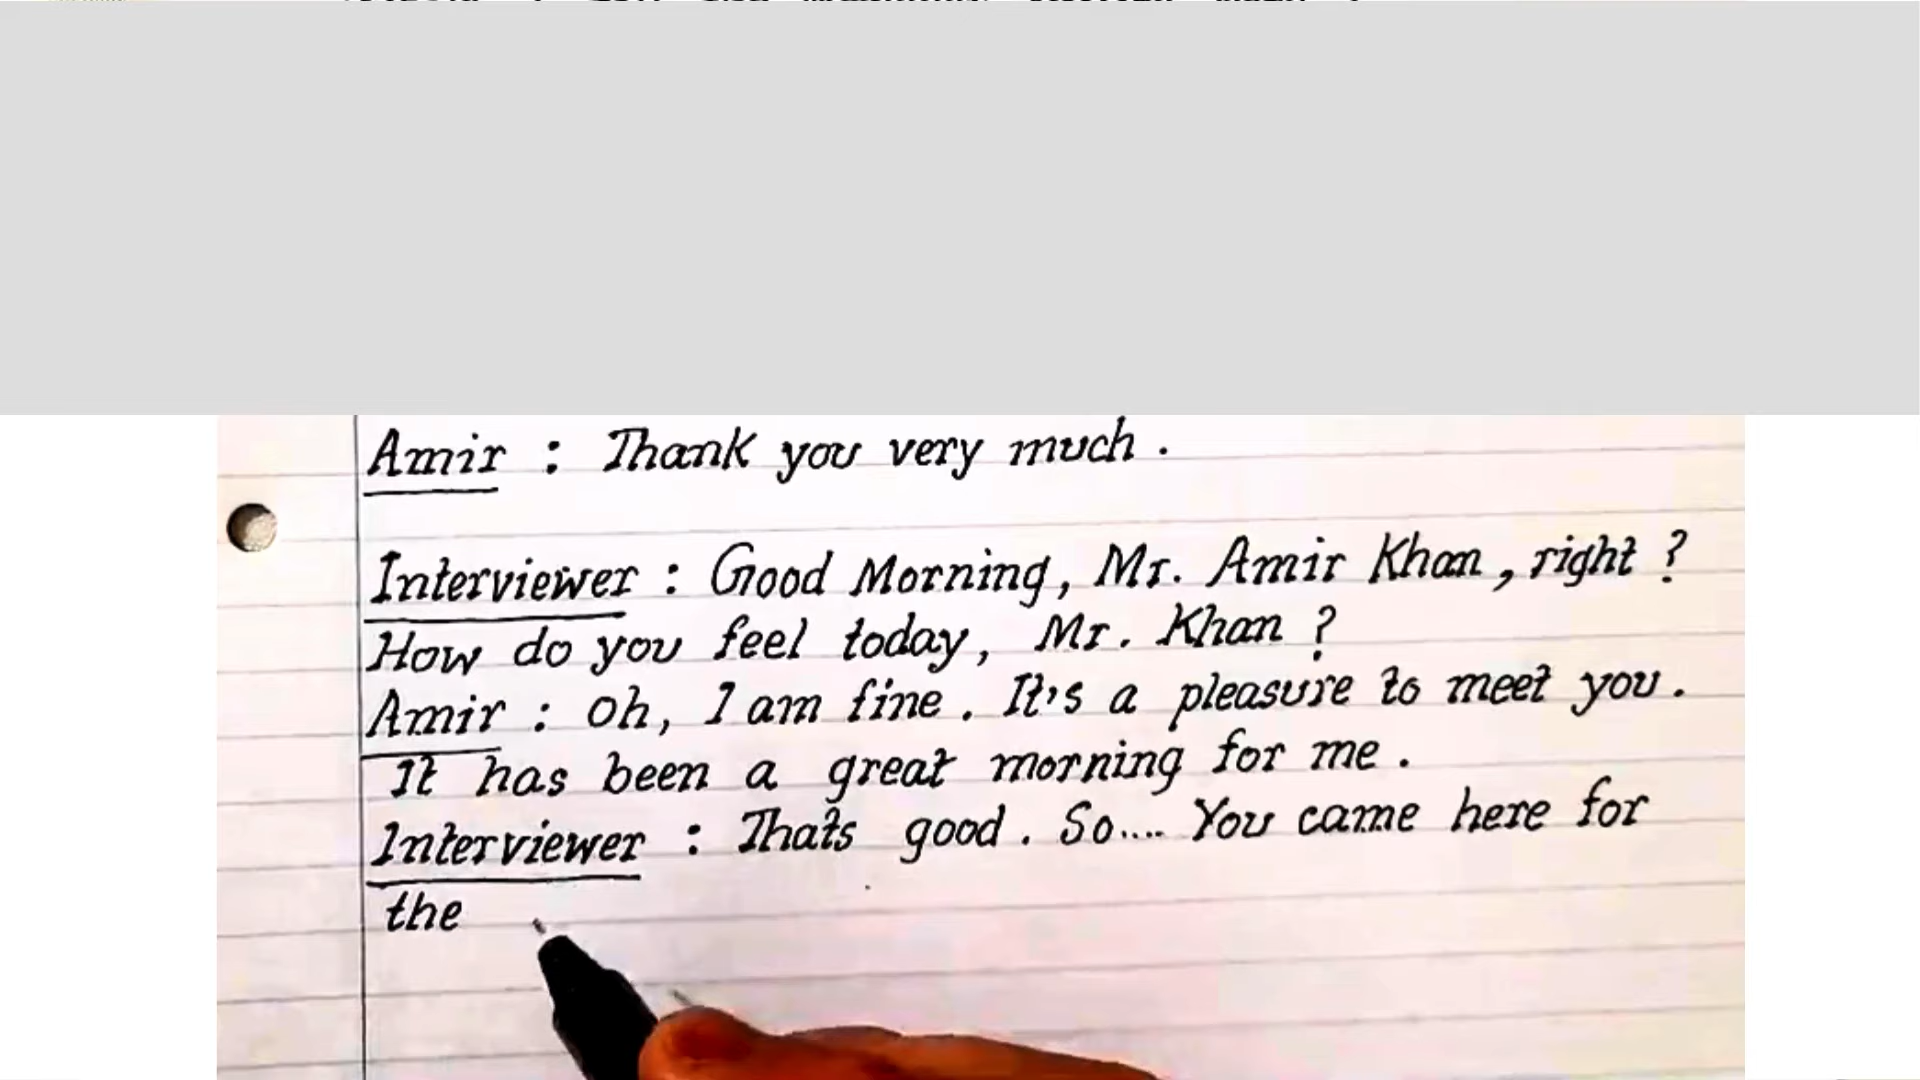 Amir : Thank you very much .
Interviewer : Good Morning, Mr. Amir Khan, right ?
How do you feel today, Mr. Khan ?
Amir : Oh, I am fine . It's a pleasure to meet you .
It has been a great morning for me .
Interviewer : Thats good . So.... You came here for
the